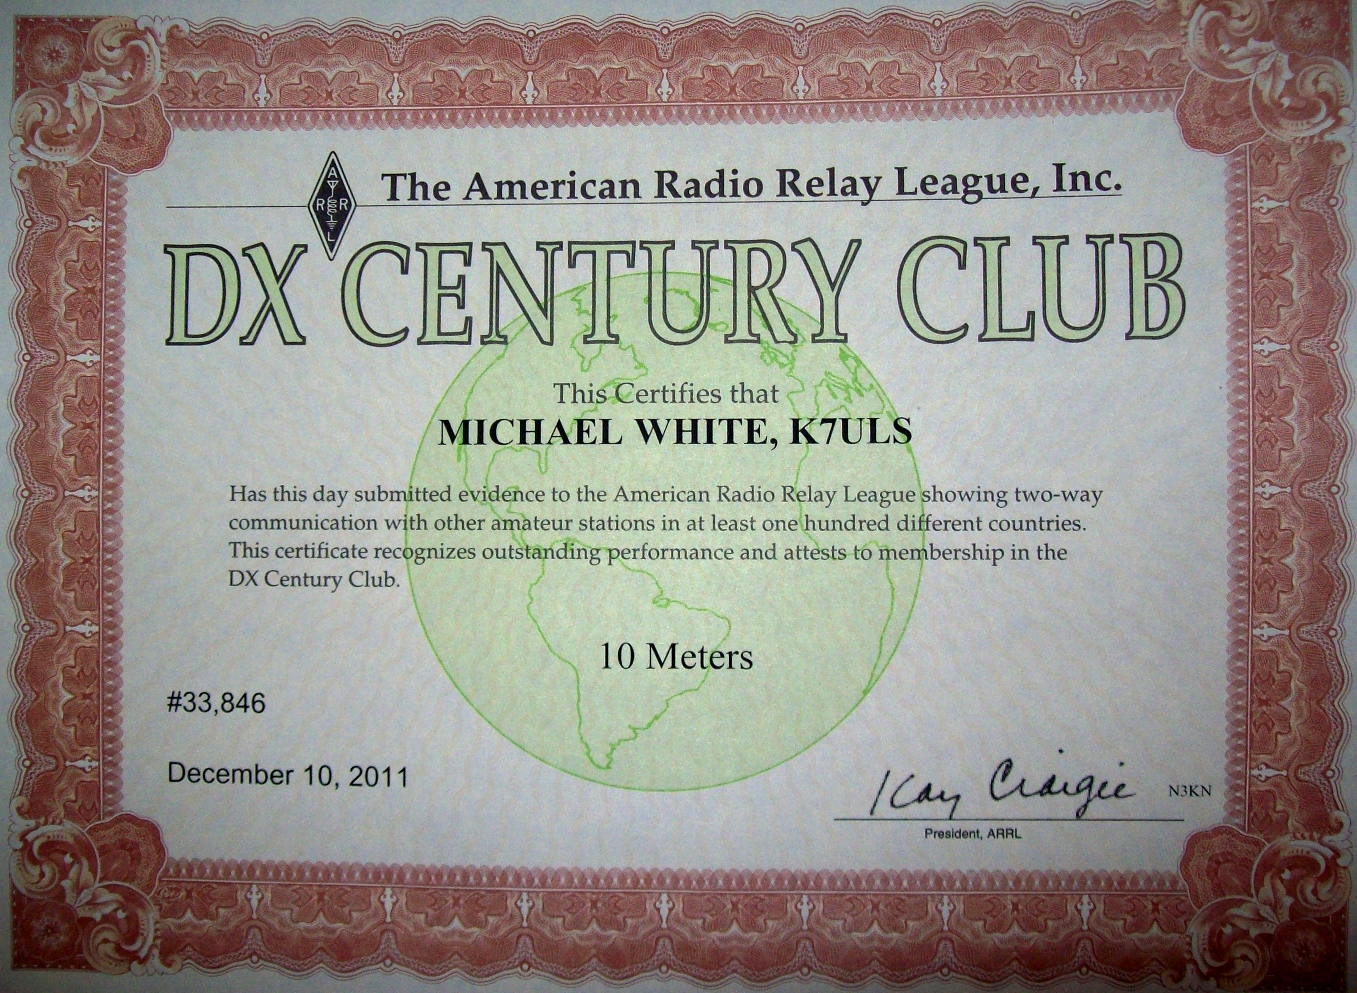 A
R R
L
The American Radio Relay League, Inc.
DX CENTURY CLUB
This Certifies that
MICHAEL WHITE, K7ULS
Has this day submitted evidence to the American Radio Relay League showing two-way
communication with other amateur stations in at least one hundred different countries.
This certificate recognizes outstanding performance and attests to membership in the
DX Century Club.
10 Meters
#33,846
December 10, 2011
Kay Craigie N3KN
President, ARRL